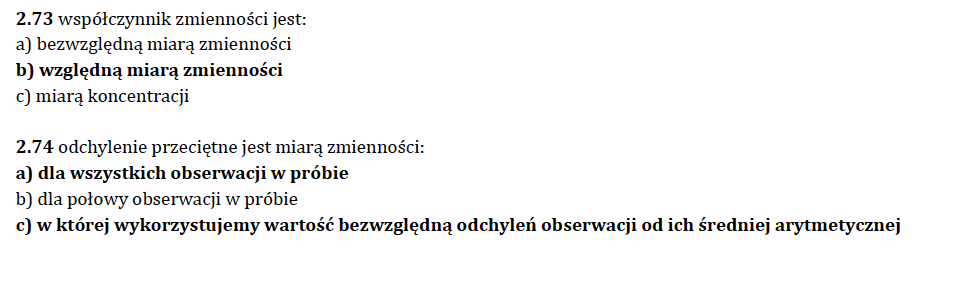 2.73 współczynnik zmienności jest:
a) bezwzględną miarą zmienności
b) względną miarą zmienności
c) miarą koncentracji
2.74 odchylenie przeciętne jest miarą zmienności:
a) dla wszystkich obserwacji w próbie
b) dla połowy obserwacji w próbie
c) w której wykorzystujemy wartość bezwzględną odchyleń obserwacji od ich średniej arytmetycznej